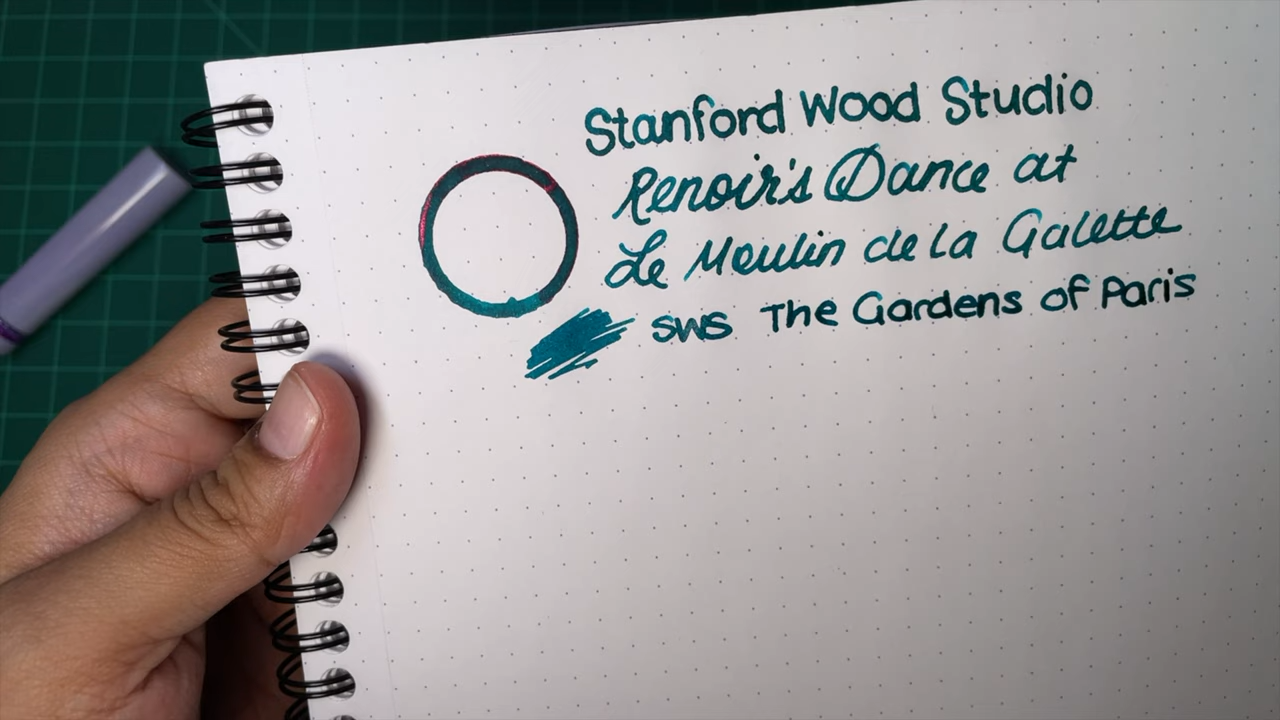 Stanford Wood Studio
Renoir's Dance at
Le Moulin de la Galette
SWS The Gardens of Paris